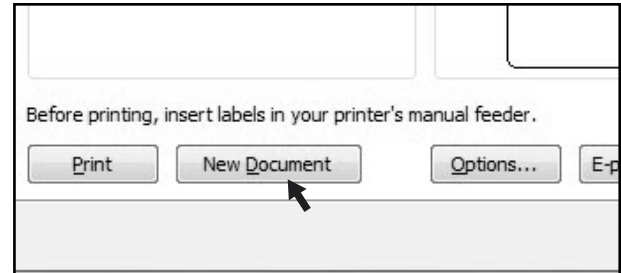 Before printing, insert labels in your printer's manual feeder.
Print New Document Options... E-p